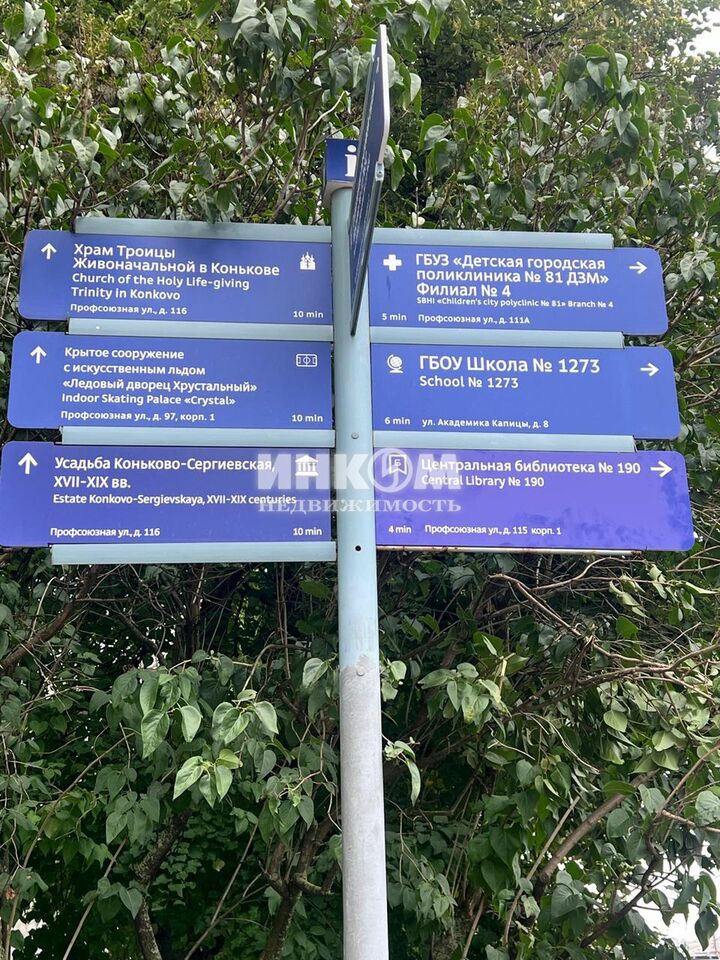 i
Храм Троицы
Живоначальной в Конькове
Church of the Holy Life-giving
Trinity in Konkovo
Профсоюзная ул., д. 116
10 min
Крытое сооружение
с искусственным льдом
«Ледовый дворец Хрустальный»
Indoor Skating Palace «Crystal»
Профсоюзная ул., д. 97, корп. 1
10 min
Усадьба Коньково-Сергиевская,
XVII-XIX вв.
Estate Konkovo-Sergievskaya, XVII-XIX centuries
Профсоюзная ул., д. 116
10 min
ГБУЗ «Детская городская
поликлиника № 81 ДЗМ»
Филиал № 4
SBHI «Children's city polyclinic № 81» Branch № 4
5 min
Профсоюзная ул., д. 111А
ГБОУ Школа № 1273
School № 1273
6 min
ул. Академика Капицы, д. 8
Центральная библиотека № 190
Central Library № 190
4 min
Профсоюзная ул., д. 115 корп. 1
ИНКОМ
НЕДВИЖИМОСТЬ